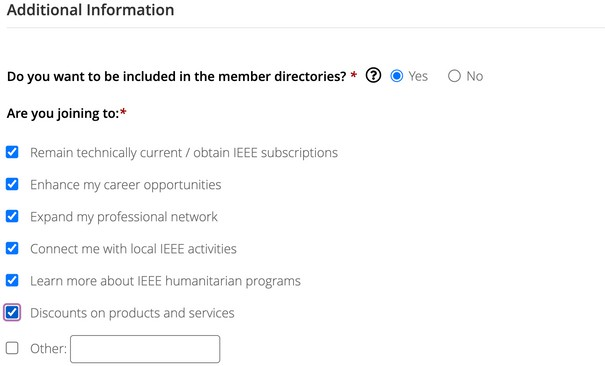 Additional Information
Do you want to be included in the member directories? * ? Yes No
Are you joining to:*
Remain technically current / obtain IEEE subscriptions
Enhance my career opportunities
Expand my professional network
Connect me with local IEEE activities
Learn more about IEEE humanitarian programs
Discounts on products and services
Other: